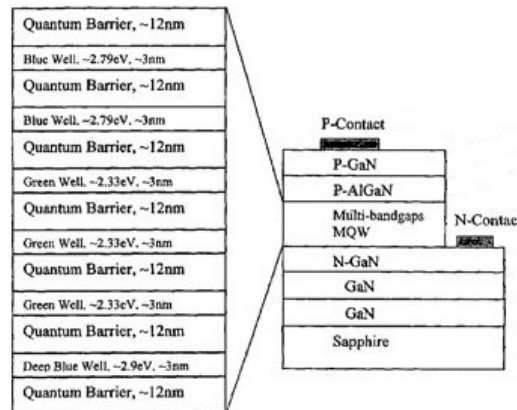 Quantum Barrier, ~12nm
Blue Well, ~2.79eV, ~3nm
Quantum Barrier, ~12nm
Blue Well, ~2.79eV, ~3nm
Quantum Barrier, ~12nm
Green Well, ~2.33eV, ~3nm
Quantum Barrier, ~12nm
Green Well, ~2.33eV, ~3nm
Quantum Barrier, ~12nm
Green Well, ~2.33eV, ~3nm
Quantum Barrier, ~12nm
Deep Blue Well, ~2.9eV, ~3nm
Quantum Barrier, ~12nm
P-Contact
P-GaN
P-AlGaN
Multi-bandgaps
MQW
N-Contac
N-GaN
GaN
GaN
Sapphire